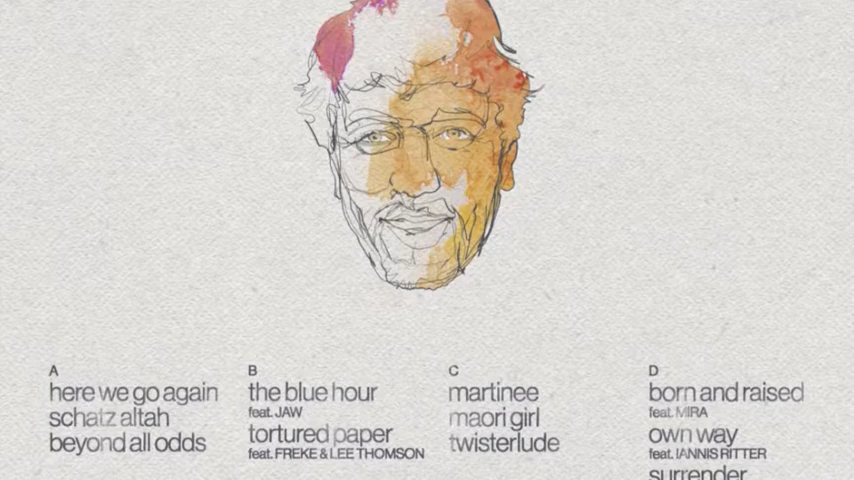 A
here we go again
schatz altah
beyond all odds
B
the blue hour
feat. JAW
tortured paper
feat. FREKE & LEE THOMSON
C
martinee
maori girl
twisterlude
D
born and raised
feat. MIRA
own way
feat. IANNIS RITTER
surrender